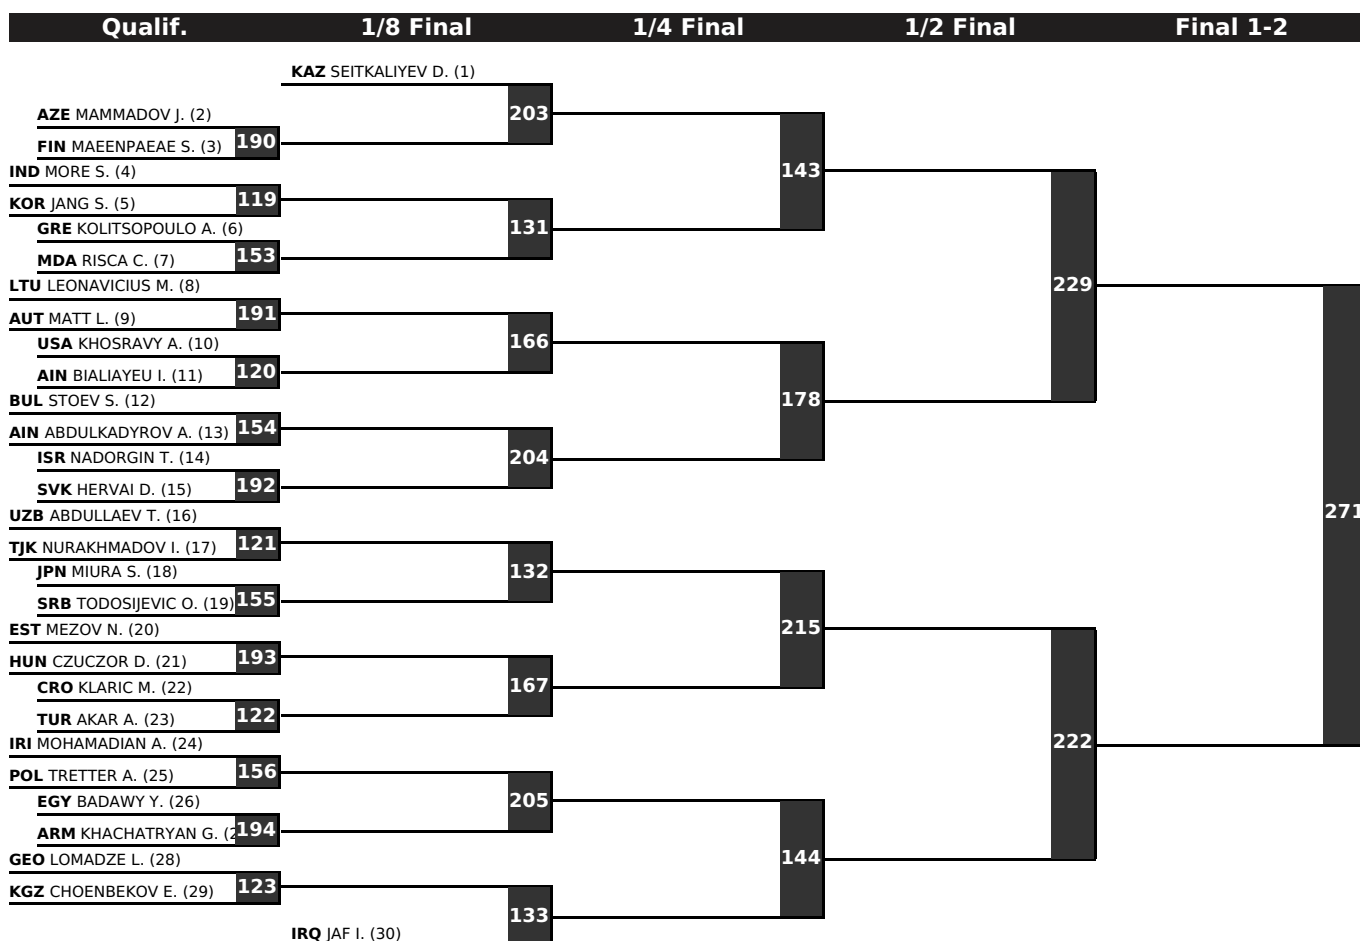 Qualif. 1/8 Final 1/4 Final 1/2 Final Final 1-2
KAZ SEITKALIYEV D. (1)
203
AZE MAMMADOV J. (2)
FIN MAEENPAEAE S. (3) 190
IND MORE S. (4)
143
KOR JANG S. (5) 119
GRE KOLITSOPOULO A. (6)
131
MDA RISCA C. (7) 153
LTU LEONAVICIUS M. (8)
229
AUT MATT L. (9) 191
USA KHOSRAVY A. (10)
166
AIN BIALIAYEU I. (11) 120
BUL STOEV S. (12)
178
AIN ABDULKADYROV A. (13) 154
ISR NADORGIN T. (14)
204
SVK HERVAI D. (15) 192
UZB ABDULLAEV T. (16)
271
TJK NURAKHMADOV I. (17) 121
JPN MIURA S. (18)
132
SRB TODOSIJEVIC O. (19) 155
EST MEZOV N. (20)
215
HUN CZUCZOR D. (21) 193
CRO KLARIC M. (22)
167
TUR AKAR A. (23) 122
IRI MOHAMADIAN A. (24)
222
POL TRETTER A. (25) 156
EGY BADAWY Y. (26)
205
ARM KHACHATRYAN G. (2 194
GEO LOMADZE L. (28)
144
KGZ CHOENBEKOV E. (29) 123
133
IRQ JAF I. (30)